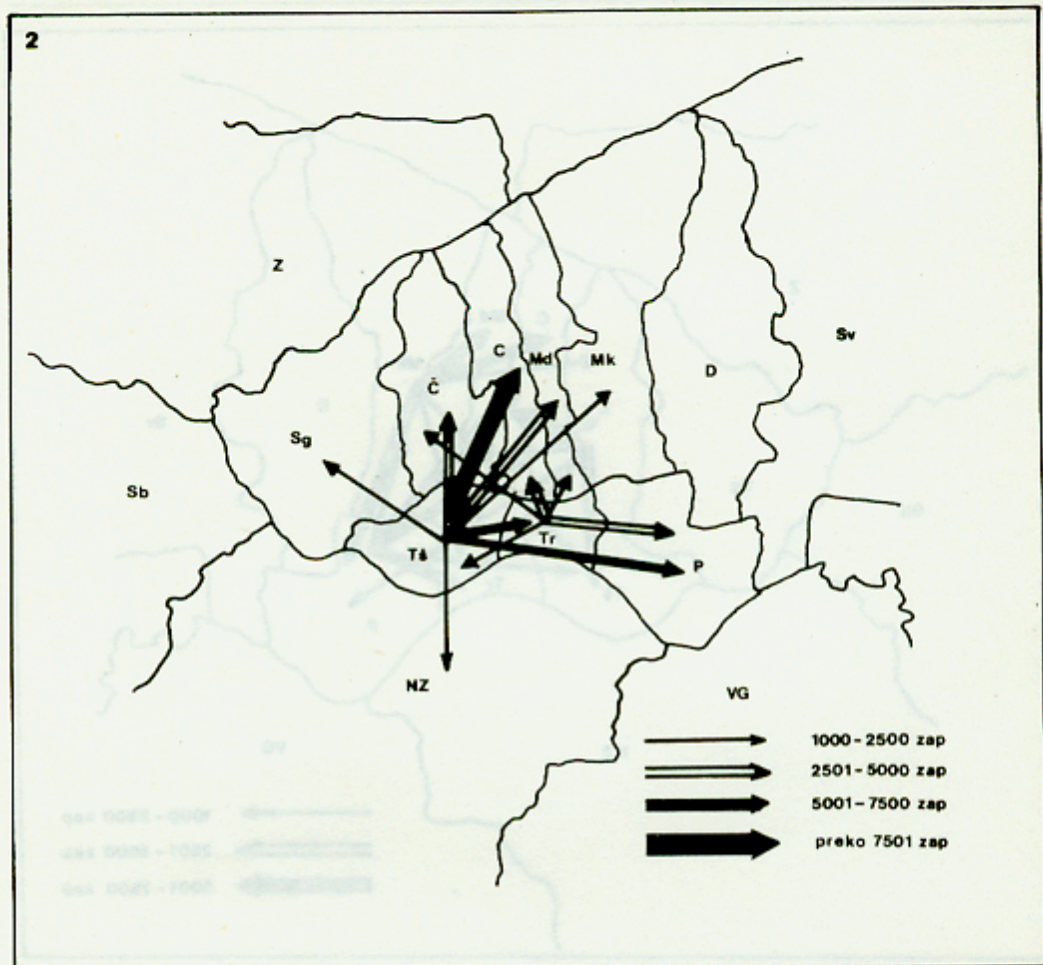 2
Z
Sv
C
Md
Mk
D
Č
Sg
Sb
Tš
Tr
P
NZ
VG
1000-2500 zap
2501-5000 zap
5001-7500 zap
preko 7501 zap